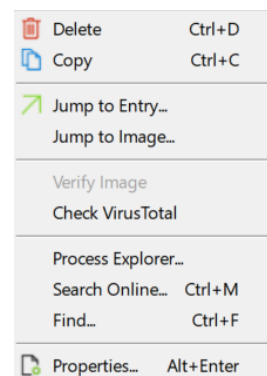 Delete Ctrl+D
Copy Ctrl+C
Jump to Entry...
Jump to Image...
Verify Image
Check VirusTotal
Process Explorer...
Search Online... Ctrl+M
Find... Ctrl+F
Properties... Alt+Enter